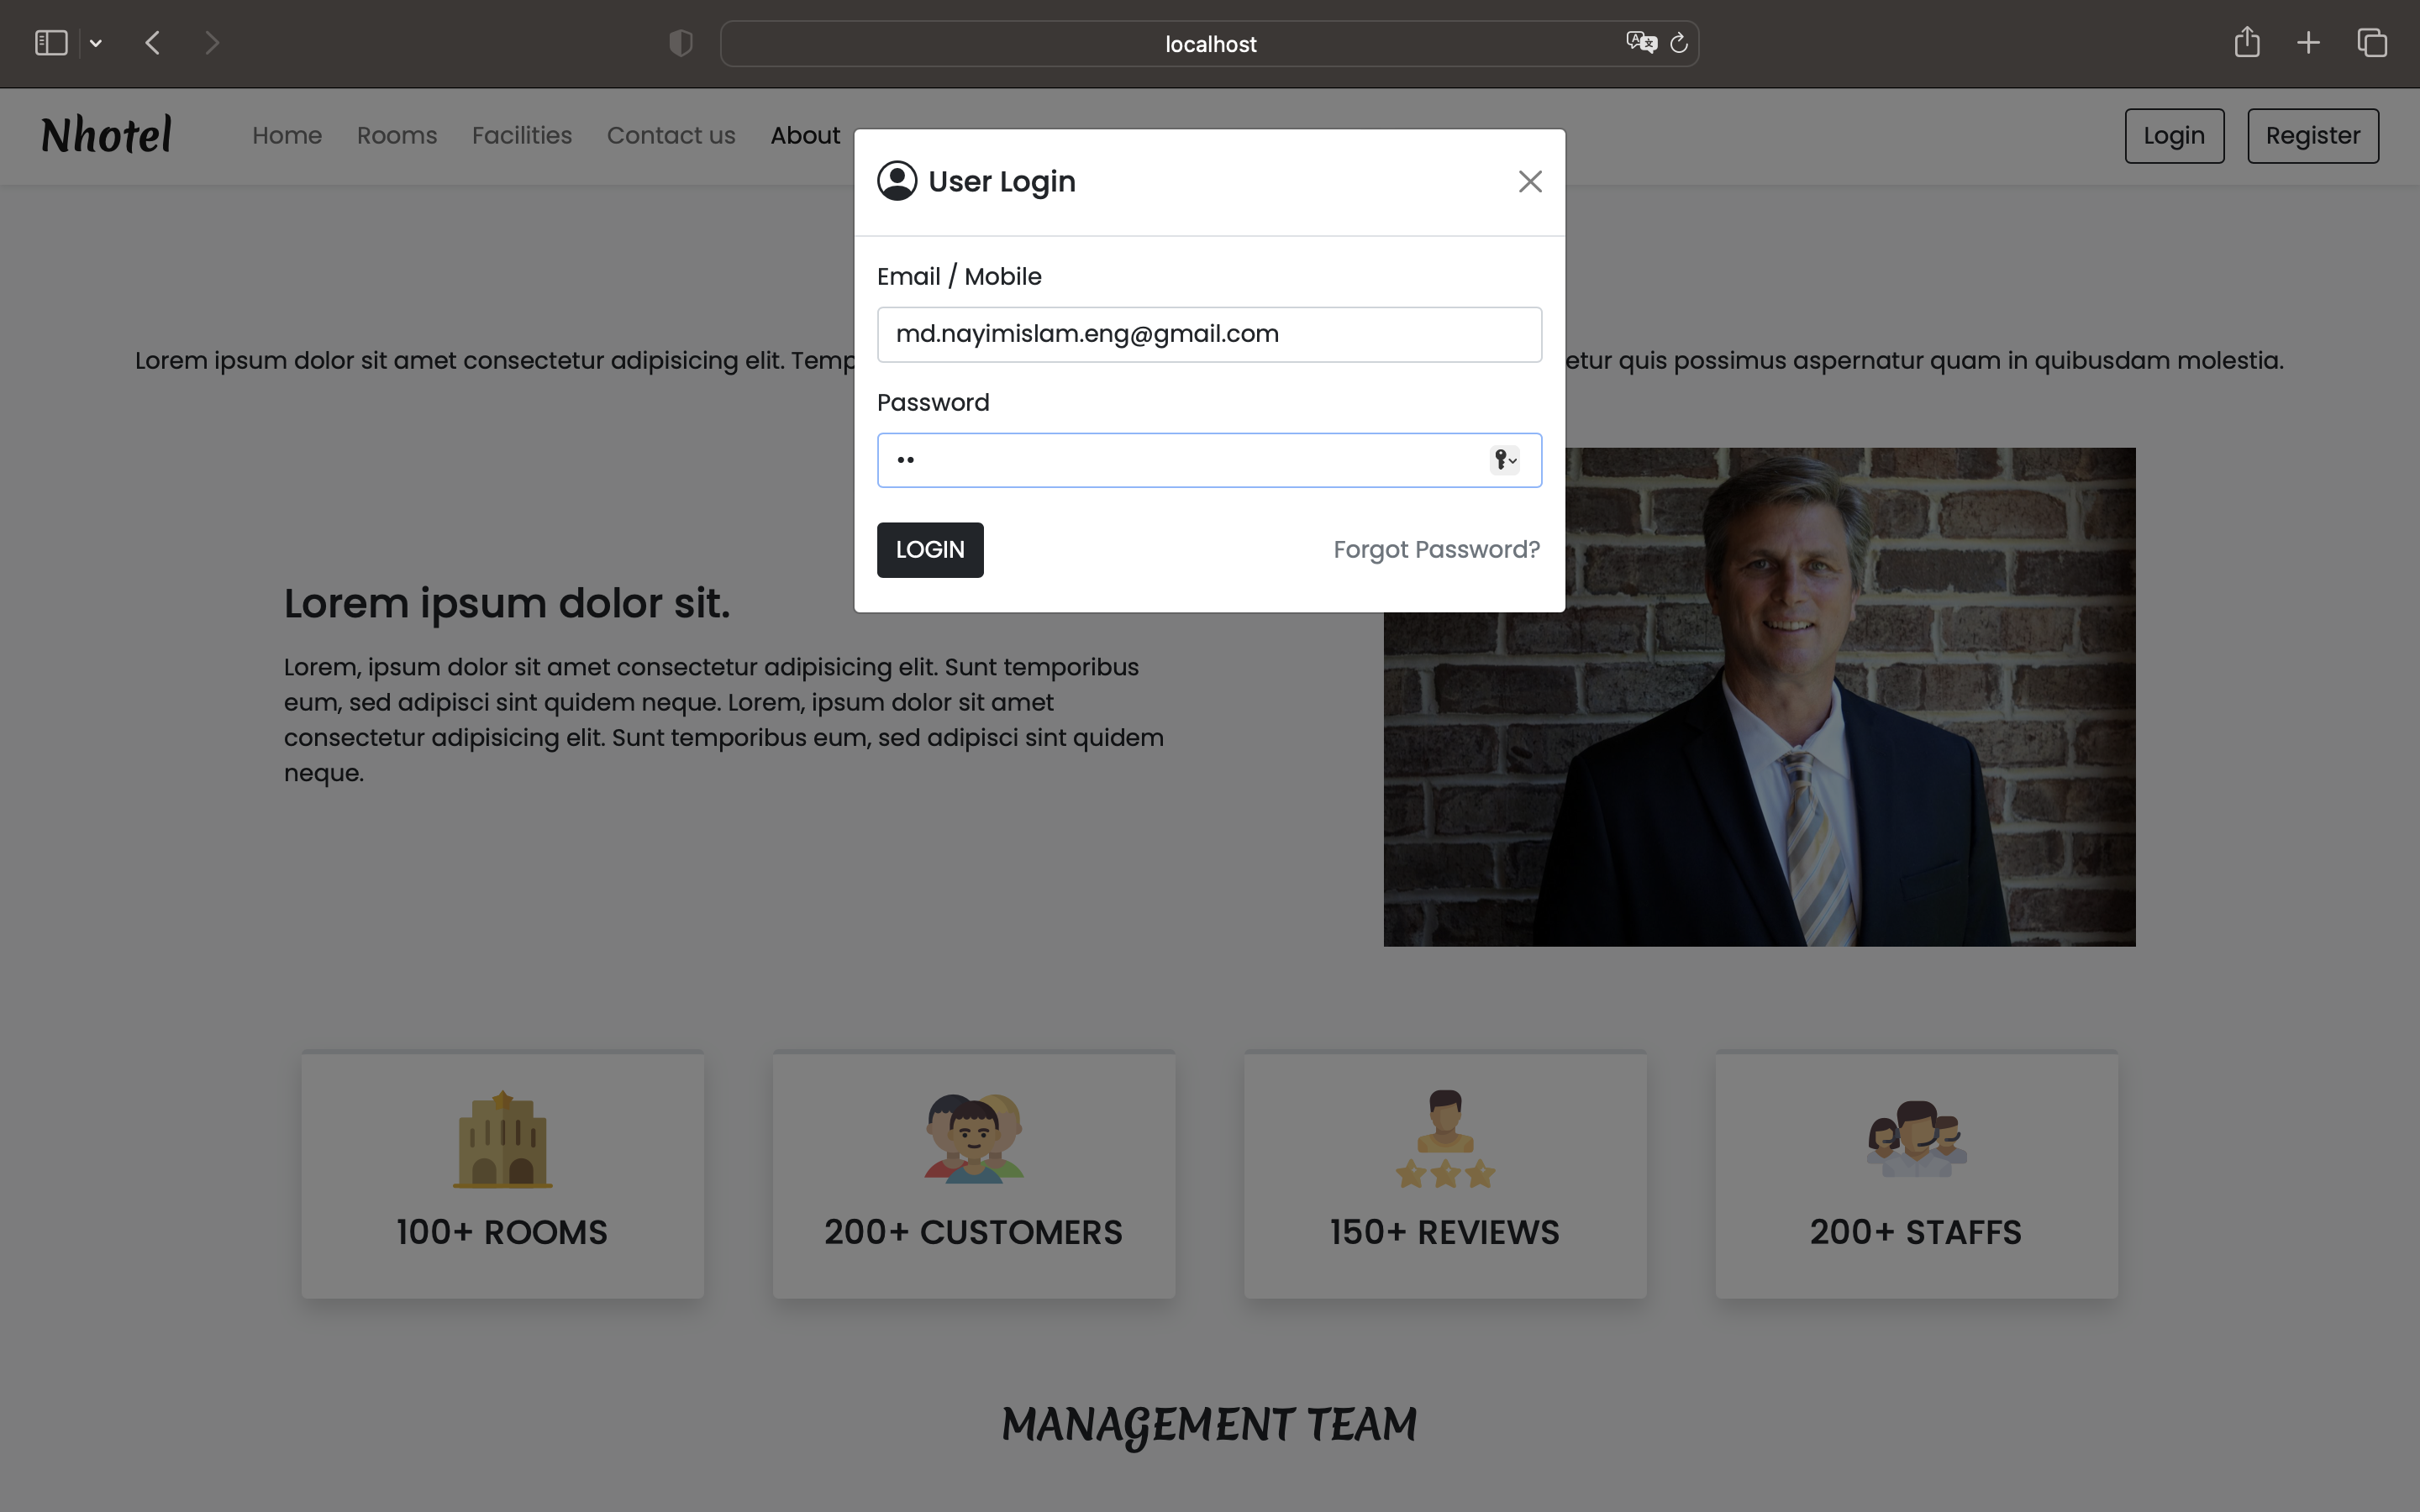 localhost
Nhotel
Home Rooms Facilities Contact us About
Login Register
User Login
Email / Mobile
md.nayimislam.eng@gmail.com
Password
••
LOGIN Forgot Password?
Lorem ipsum dolor sit amet consectetur adipisicing elit. Temp
etur quis possimus aspernatur quam in quibusdam molestia.
Lorem ipsum dolor sit.
Lorem, ipsum dolor sit amet consectetur adipisicing elit. Sunt temporibus
eum, sed adipisci sint quidem neque. Lorem, ipsum dolor sit amet
consectetur adipisicing elit. Sunt temporibus eum, sed adipisci sint quidem
neque.
100+ ROOMS
200+ CUSTOMERS
150+ REVIEWS
200+ STAFFS
MANAGEMENT TEAM